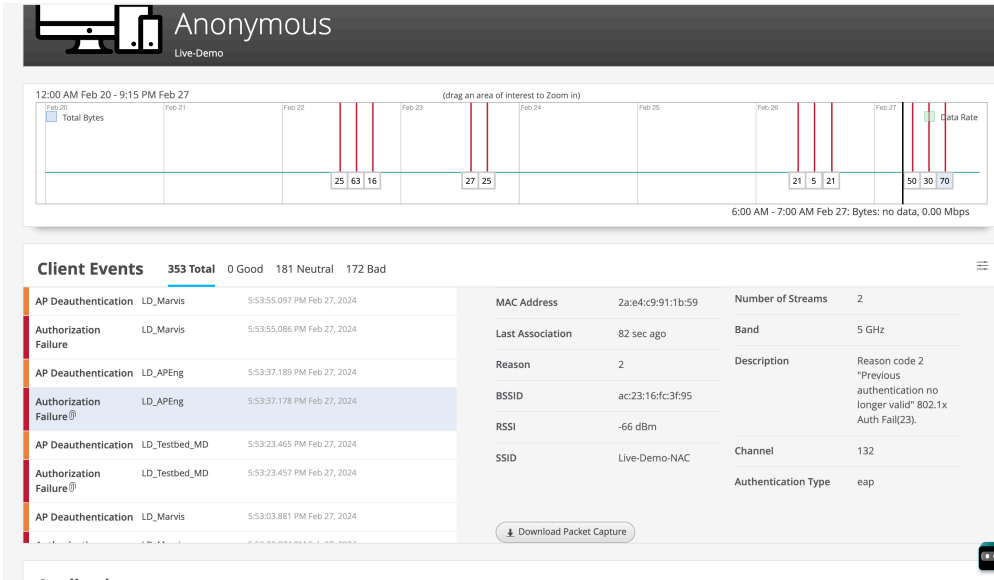 Anonymous
Live-Demo
12:00 AM Feb 20 - 9:15 PM Feb 27
(drag an area of interest to Zoom in)
Feb 20 Feb 21 Feb 22 Feb 23 Feb 24 Feb 25 Feb 26 Feb 27
Total Bytes Data Rate
25 63 16 27 25 21 5 21 50 30 70
6:00 AM - 7:00 AM Feb 27: Bytes: no data, 0.00 Mbps
Client Events 353 Total 0 Good 181 Neutral 172 Bad
AP Deauthentication LD_Marvis 5:53:55.097 PM Feb 27, 2024
Authorization Failure LD_Marvis 5:53:55.086 PM Feb 27, 2024
AP Deauthentication LD_APEng 5:53:37.189 PM Feb 27, 2024
Authorization Failure LD_APEng 5:53:37.178 PM Feb 27, 2024
AP Deauthentication LD_Testbed_MD 5:53:23.465 PM Feb 27, 2024
Authorization Failure LD_Testbed_MD 5:53:23.457 PM Feb 27, 2024
AP Deauthentication LD_Marvis 5:53:03.881 PM Feb 27, 2024
MAC Address 2a:e4:c9:91:1b:59
Last Association 82 sec ago
Reason 2
BSSID ac:23:16:fc:3f:95
RSSI -66 dBm
SSID Live-Demo-NAC
Number of Streams 2
Band 5 GHz
Description Reason code 2
"Previous
authentication no
longer valid" 802.1x
Auth Fail(23).
Channel 132
Authentication Type eap
Download Packet Capture